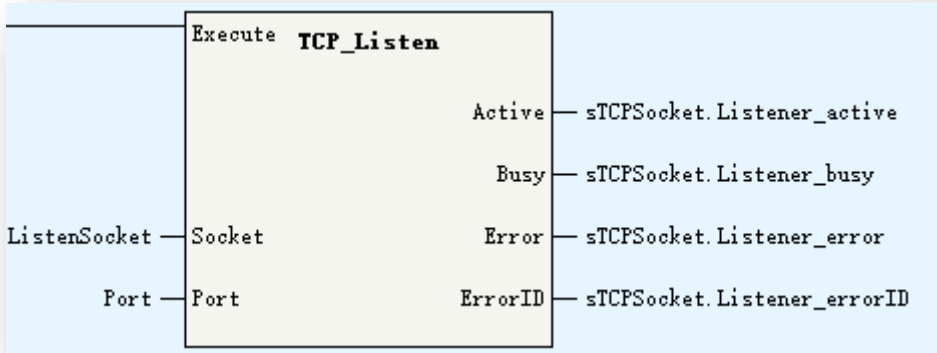 Execute TCP_Listen
Active sTCPSocket.Listener_active
Busy sTCPSocket.Listener_busy
ListenSocket Socket Error sTCPSocket.Listener_error
Port Port ErrorID sTCPSocket.Listener_errorID